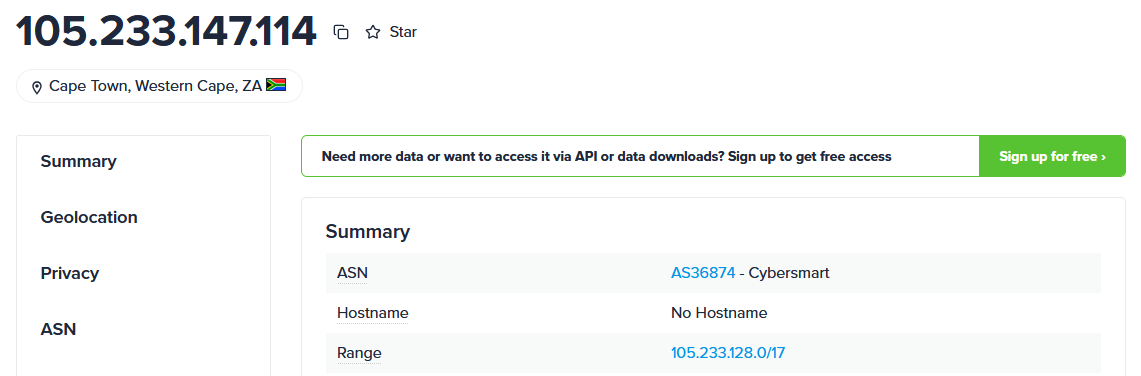 105.233.147.114 Star
Cape Town, Western Cape, ZA
Summary
Geolocation
Privacy
ASN
Need more data or want to access it via API or data downloads? Sign up to get free access Sign up for free ›
Summary
ASN AS36874 - Cybersmart
Hostname No Hostname
Range 105.233.128.0/17